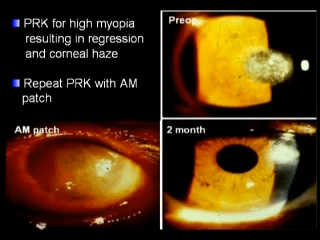 PRK for high myopia
resulting in regression
and corneal haze
Repeat PRK with AM
patch
Preop
AM patch
2 month